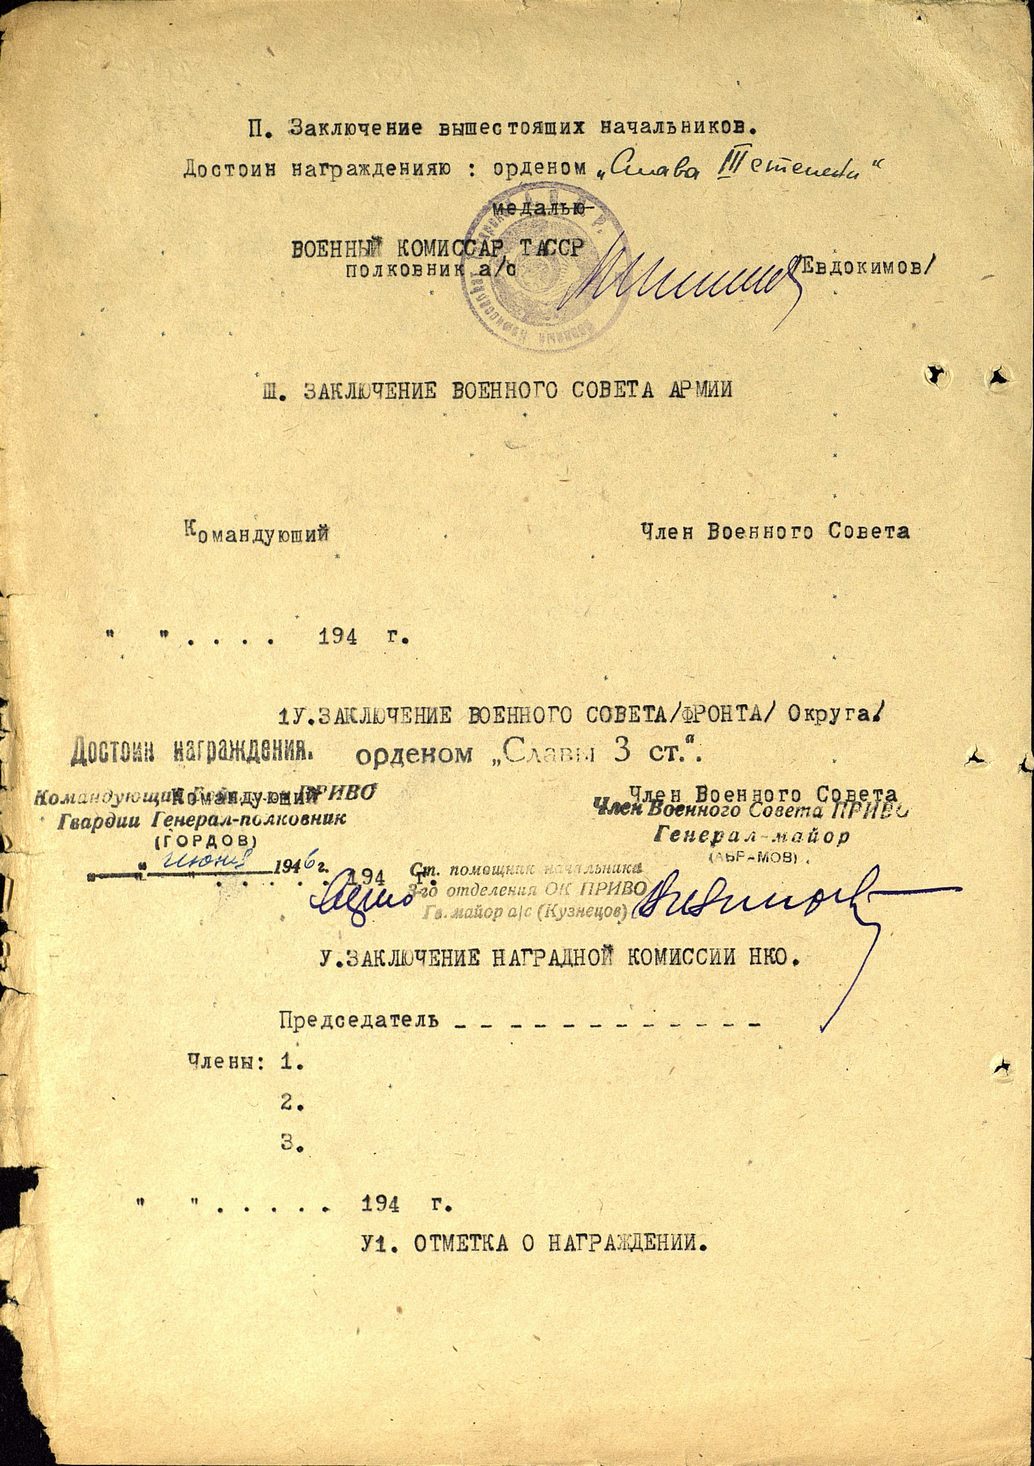 П. Заключение вышестоящих начальников.
Достоин награжденияю : орденом „Слава III степени“
медалью
ВОЕННЫЙ КОМИССАР ТАССР
полковник а/с /Евдокимов/
Ш. ЗАКЛЮЧЕНИЕ ВОЕННОГО СОВЕТА АРМИИ
Командуюший Член Военного Совета
" " . . . . 194 г.
1У.ЗАКЛЮЧЕНИЕ ВОЕННОГО СОВЕТА/ФРОНТА/ Округа/
Достоин награждения. орденом „Славы 3 ст.“.
Командующий ПРИВО
Командующий Член Военного Совета
Член Военного Совета ПРИВО
Гвардии Генерал-полковник
Генерал-майор
(ГОРДОВ)
" " июня 1946 г.
194 г.
Ст. помощник начальника
3-го отделения ОК ПРИВО
Гв. майор а/с (Кузнецов)
У.ЗАКЛЮЧЕНИЕ НАГРАДНОЙ КОМИССИИ НКО.
Председатель _ _ _ _ _ _ _ _ _ _ _ _
Члены: 1.
2.
3.
" " . . . . . 194 г.
У1. ОТМЕТКА О НАГРАЖДЕНИИ.